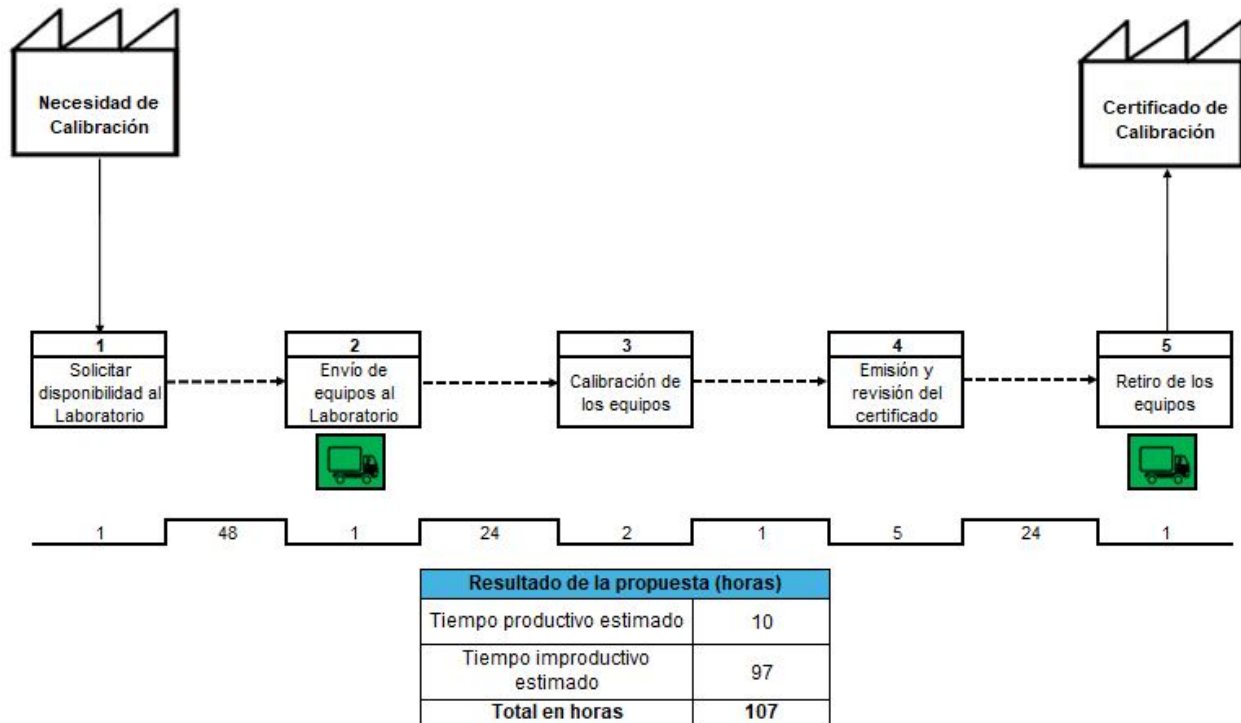 Necesidad de
Calibración
Certificado de
Calibración
1
Solicitar
disponibilidad al
Laboratorio
2
Envío de
equipos al
Laboratorio
3
Calibración de
los equipos
4
Emisión y
revisión del
certificado
5
Retiro de los
equipos
1 48 1 24 2 1 5 24 1
Resultado de la propuesta (horas)
Tiempo productivo estimado 10
Tiempo improductivo
estimado 97
Total en horas 107